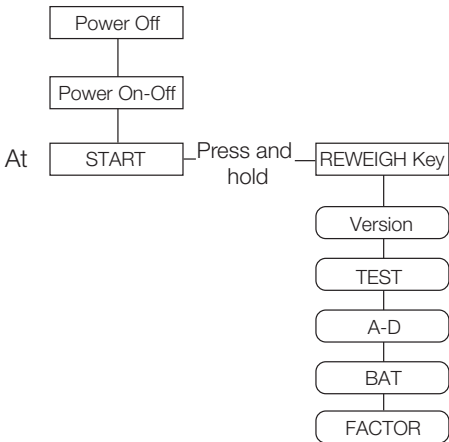 Power Off
Power On-Off
At START Press and hold REWEIGH Key
Version
TEST
A-D
BAT
FACTOR